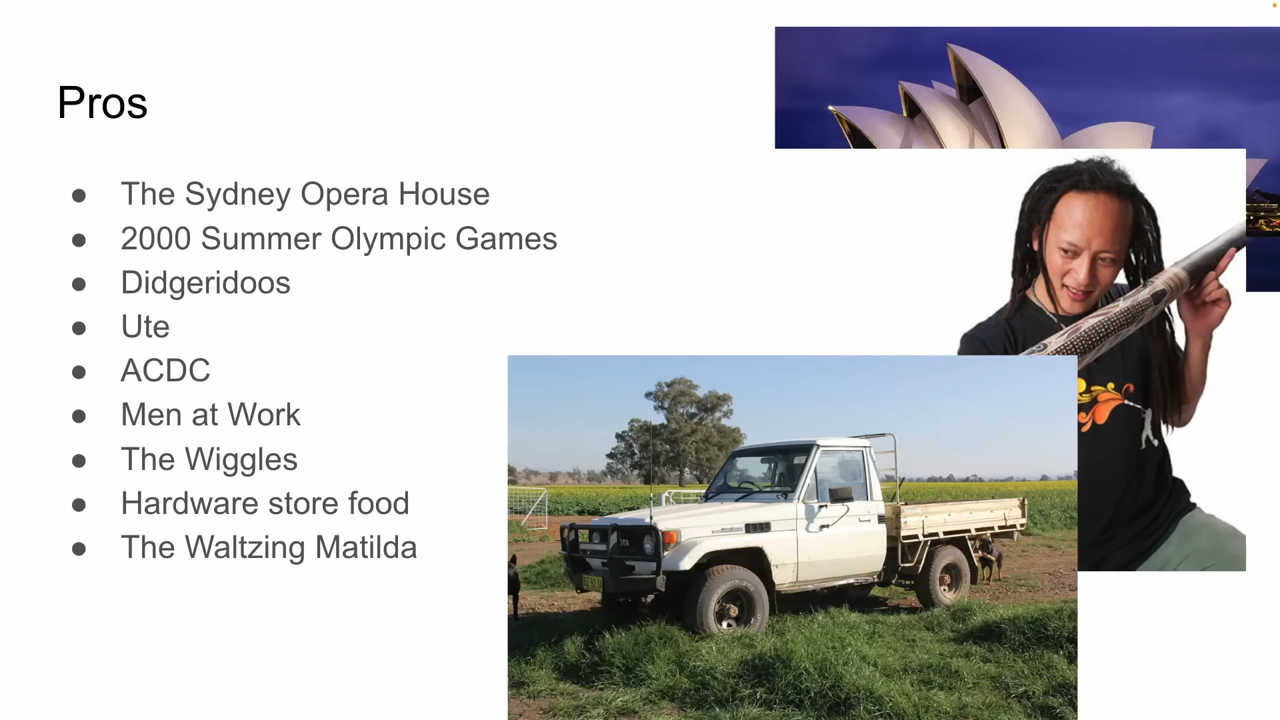 Pros
● The Sydney Opera House
● 2000 Summer Olympic Games
● Didgeridoos
● Ute
● ACDC
● Men at Work
● The Wiggles
● Hardware store food
● The Waltzing Matilda